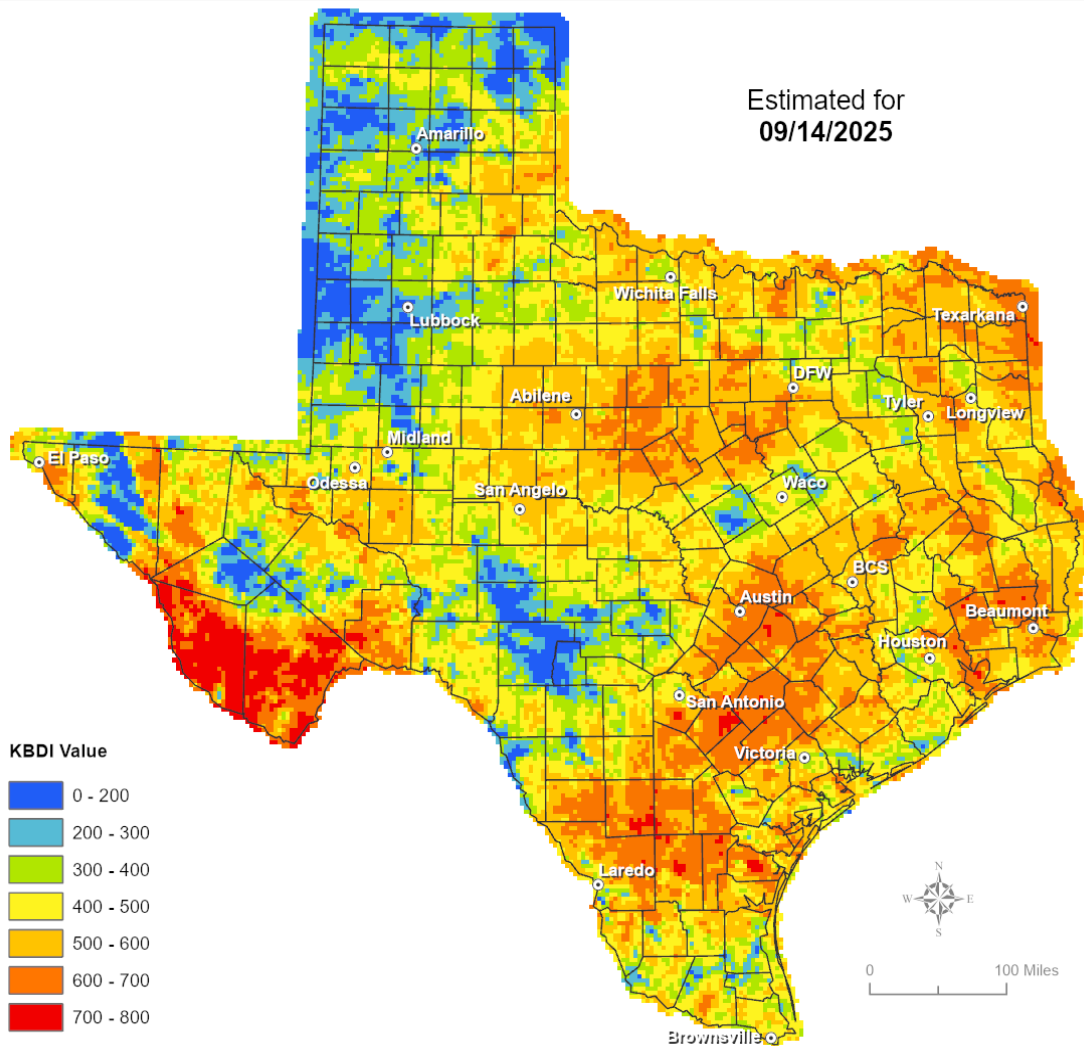 Estimated for
09/14/2025
Amarillo
Wichita Falls
Lubbock
Texarkana
DFW
Abilene
Tyler
Longview
Midland
El Paso
Odessa
San Angelo
Waco
BCS
Austin
Beaumont
Houston
San Antonio
Victoria
KBDI Value
0 - 200
200 - 300
300 - 400
400 - 500
500 - 600
600 - 700
700 - 800
Laredo
N
W
E
S
0
100 Miles
Brownsville